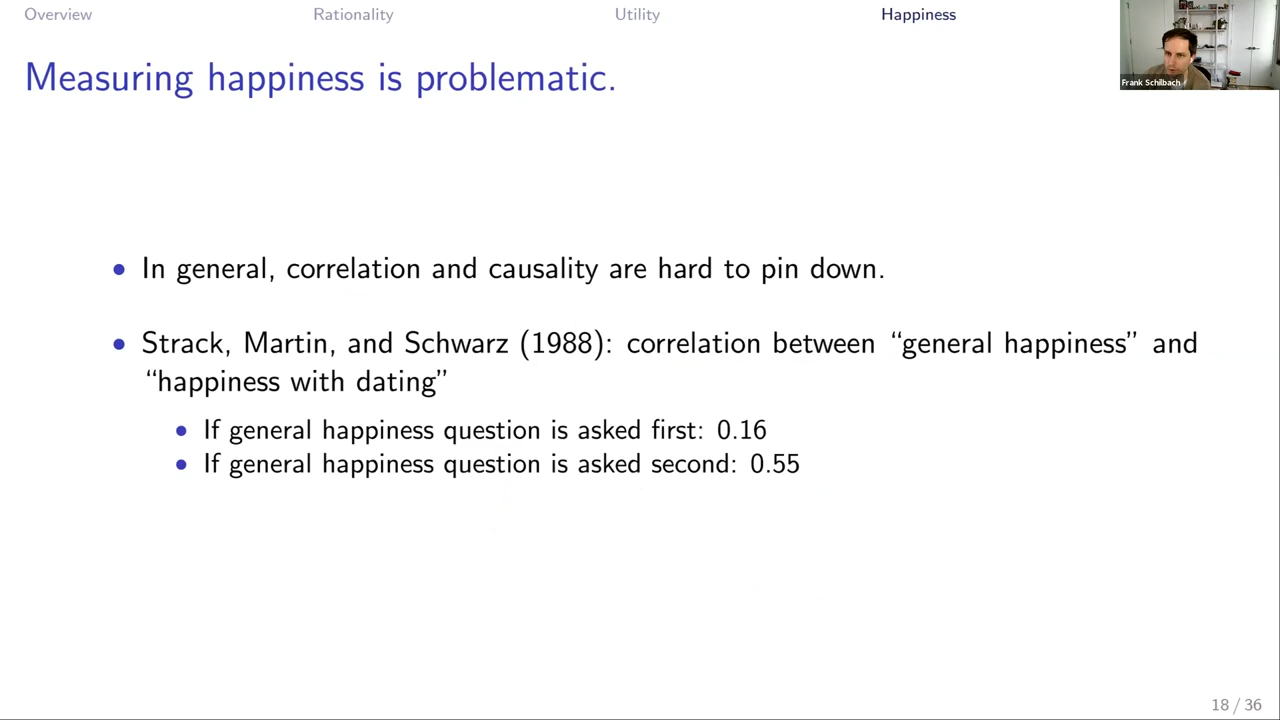 Overview Rationality Utility Happiness
Measuring happiness is problematic.
Frank Schilbach
• In general, correlation and causality are hard to pin down.
• Strack, Martin, and Schwarz (1988): correlation between “general happiness” and
“happiness with dating”
• If general happiness question is asked first: 0.16
• If general happiness question is asked second: 0.55
18 / 36